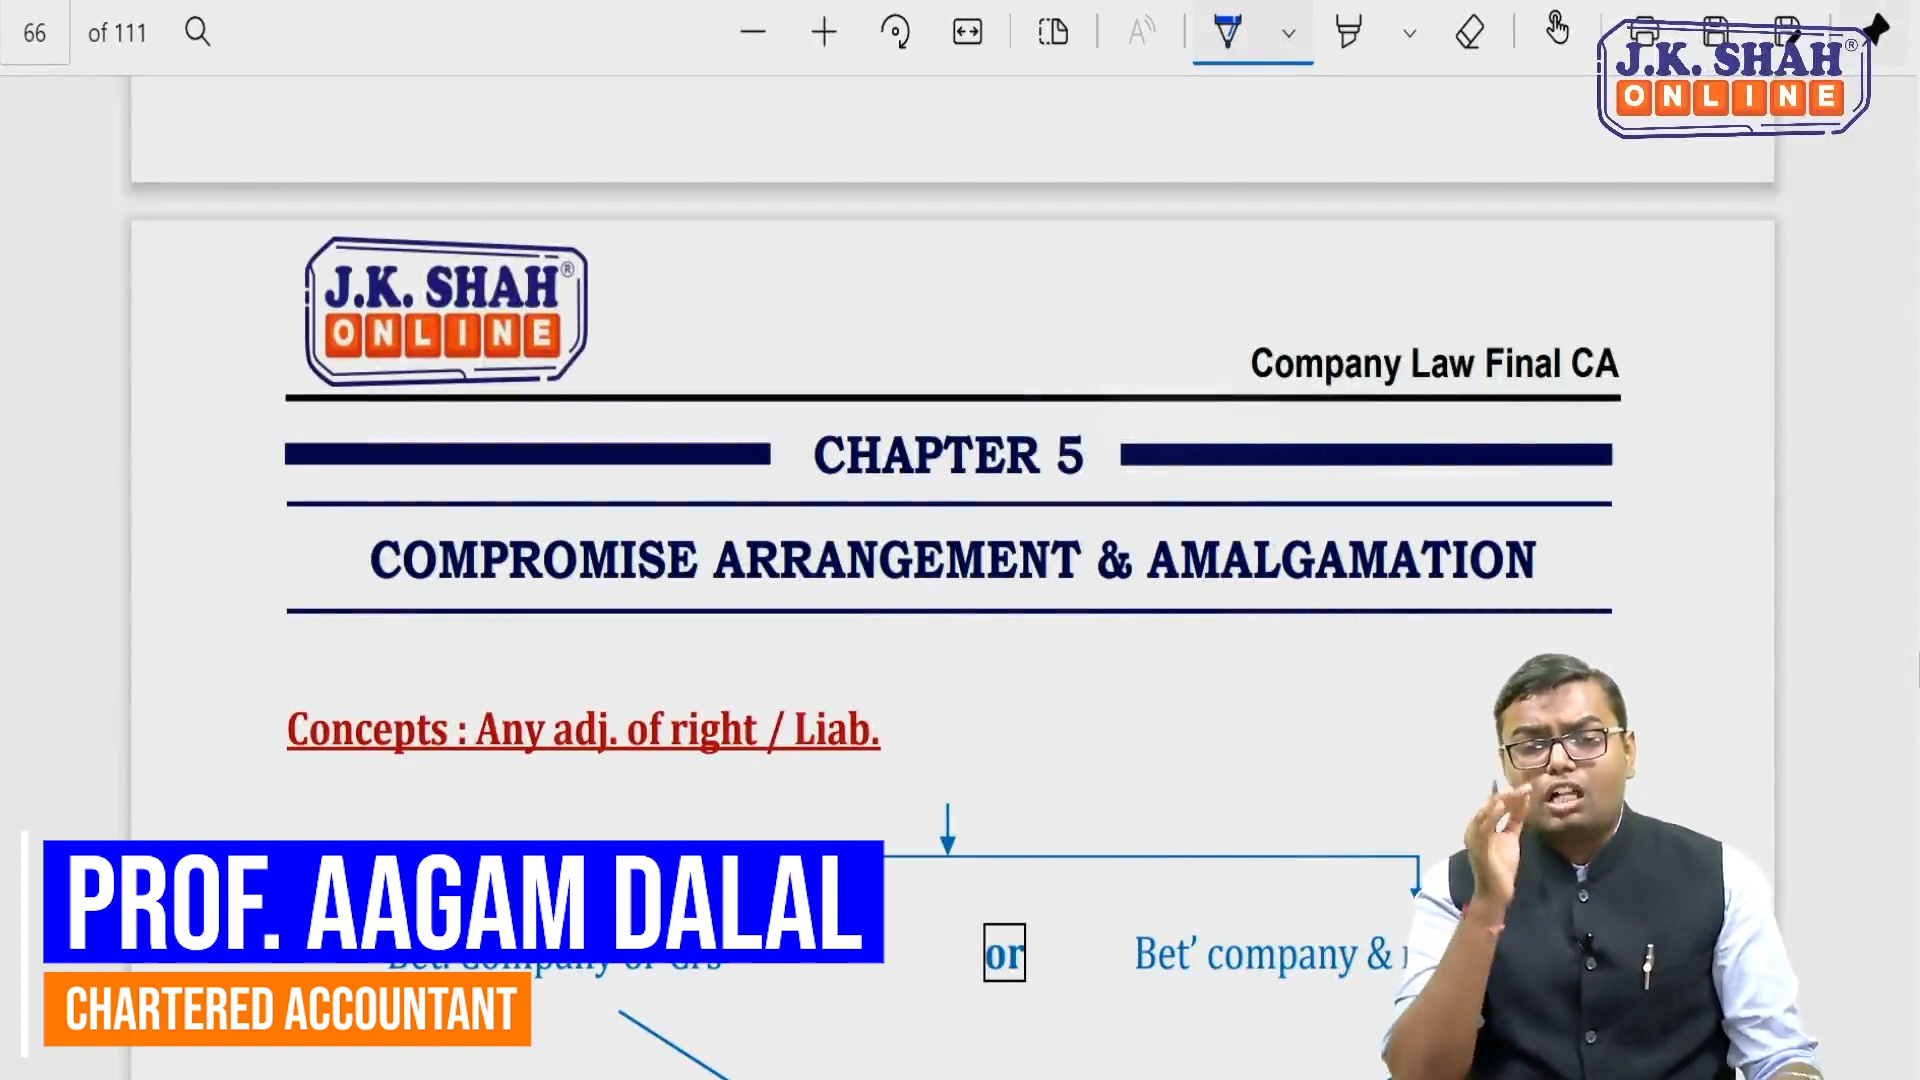 66 of 111
J.K. SHAH®
ONLINE
J.K. SHAH®
ONLINE
Company Law Final CA
CHAPTER 5
COMPROMISE ARRANGEMENT & AMALGAMATION
Concepts : Any adj. of right / Liab.
or
Bet' company &
PROF. AAGAM DALAL
CHARTERED ACCOUNTANT